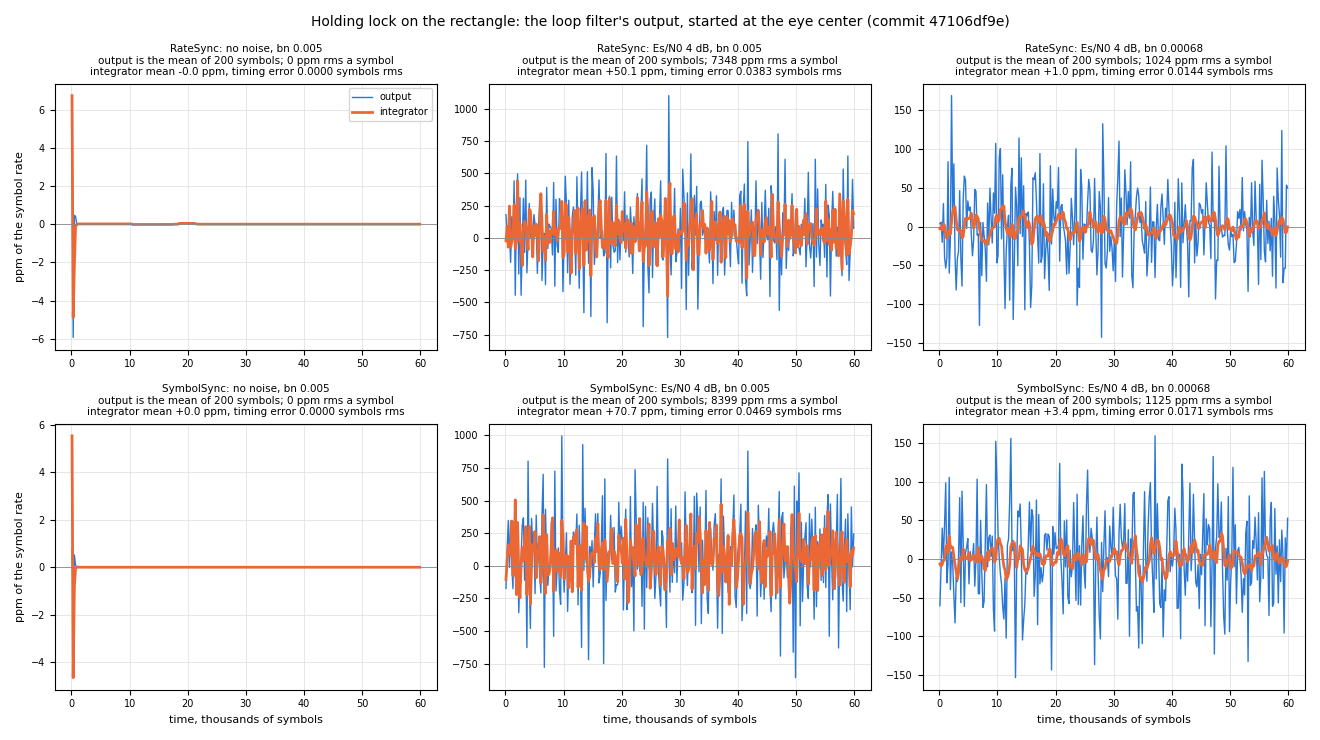 Holding lock on the rectangle: the loop filter's output, started at the eye center (commit 47106df9e)
RateSync: no noise, bn 0.005
output is the mean of 200 symbols; 0 ppm rms a symbol
integrator mean -0.0 ppm, timing error 0.0000 symbols rms
output
integrator
ppm of the symbol rate
6
4
2
0
−2
−4
−6
0 10 20 30 40 50 60
RateSync: Es/N0 4 dB, bn 0.005
output is the mean of 200 symbols; 7348 ppm rms a symbol
integrator mean +50.1 ppm, timing error 0.0383 symbols rms
1000
750
500
250
0
−250
−500
−750
0 10 20 30 40 50 60
RateSync: Es/N0 4 dB, bn 0.00068
output is the mean of 200 symbols; 1024 ppm rms a symbol
integrator mean +1.0 ppm, timing error 0.0144 symbols rms
150
100
50
0
−50
−100
−150
0 10 20 30 40 50 60
SymbolSync: no noise, bn 0.005
output is the mean of 200 symbols; 0 ppm rms a symbol
integrator mean +0.0 ppm, timing error 0.0000 symbols rms
ppm of the symbol rate
6
4
2
0
−2
−4
0 10 20 30 40 50 60
time, thousands of symbols
SymbolSync: Es/N0 4 dB, bn 0.005
output is the mean of 200 symbols; 8399 ppm rms a symbol
integrator mean +70.7 ppm, timing error 0.0469 symbols rms
1000
750
500
250
0
−250
−500
−750
0 10 20 30 40 50 60
time, thousands of symbols
SymbolSync: Es/N0 4 dB, bn 0.00068
output is the mean of 200 symbols; 1125 ppm rms a symbol
integrator mean +3.4 ppm, timing error 0.0171 symbols rms
150
100
50
0
−50
−100
−150
0 10 20 30 40 50 60
time, thousands of symbols